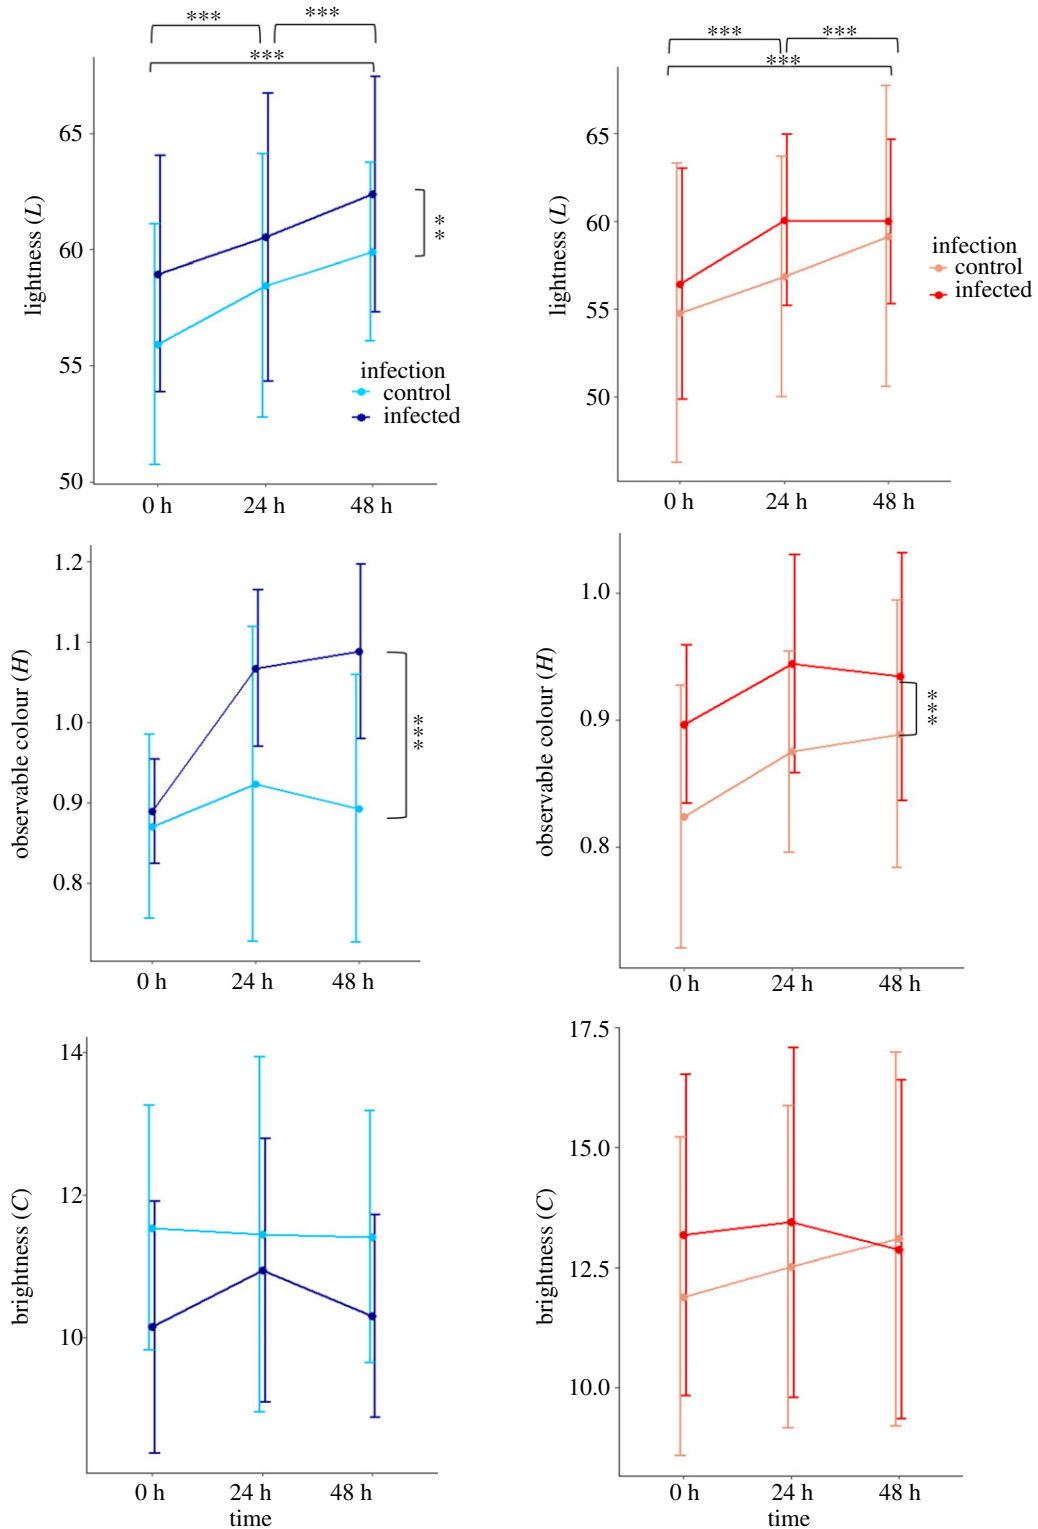 *** ***
***
65
60
55
50
lightness (L)
**
infection
control
infected
0 h 24 h 48 h
*** ***
***
65
60
55
50
lightness (L)
infection
control
infected
0 h 24 h 48 h
1.2
1.1
1.0
0.9
0.8
observable colour (H)
***
0 h 24 h 48 h
1.0
0.9
0.8
observable colour (H)
***
0 h 24 h 48 h
14
12
10
brightness (C)
0 h 24 h 48 h
time
17.5
15.0
12.5
10.0
brightness (C)
0 h 24 h 48 h
time